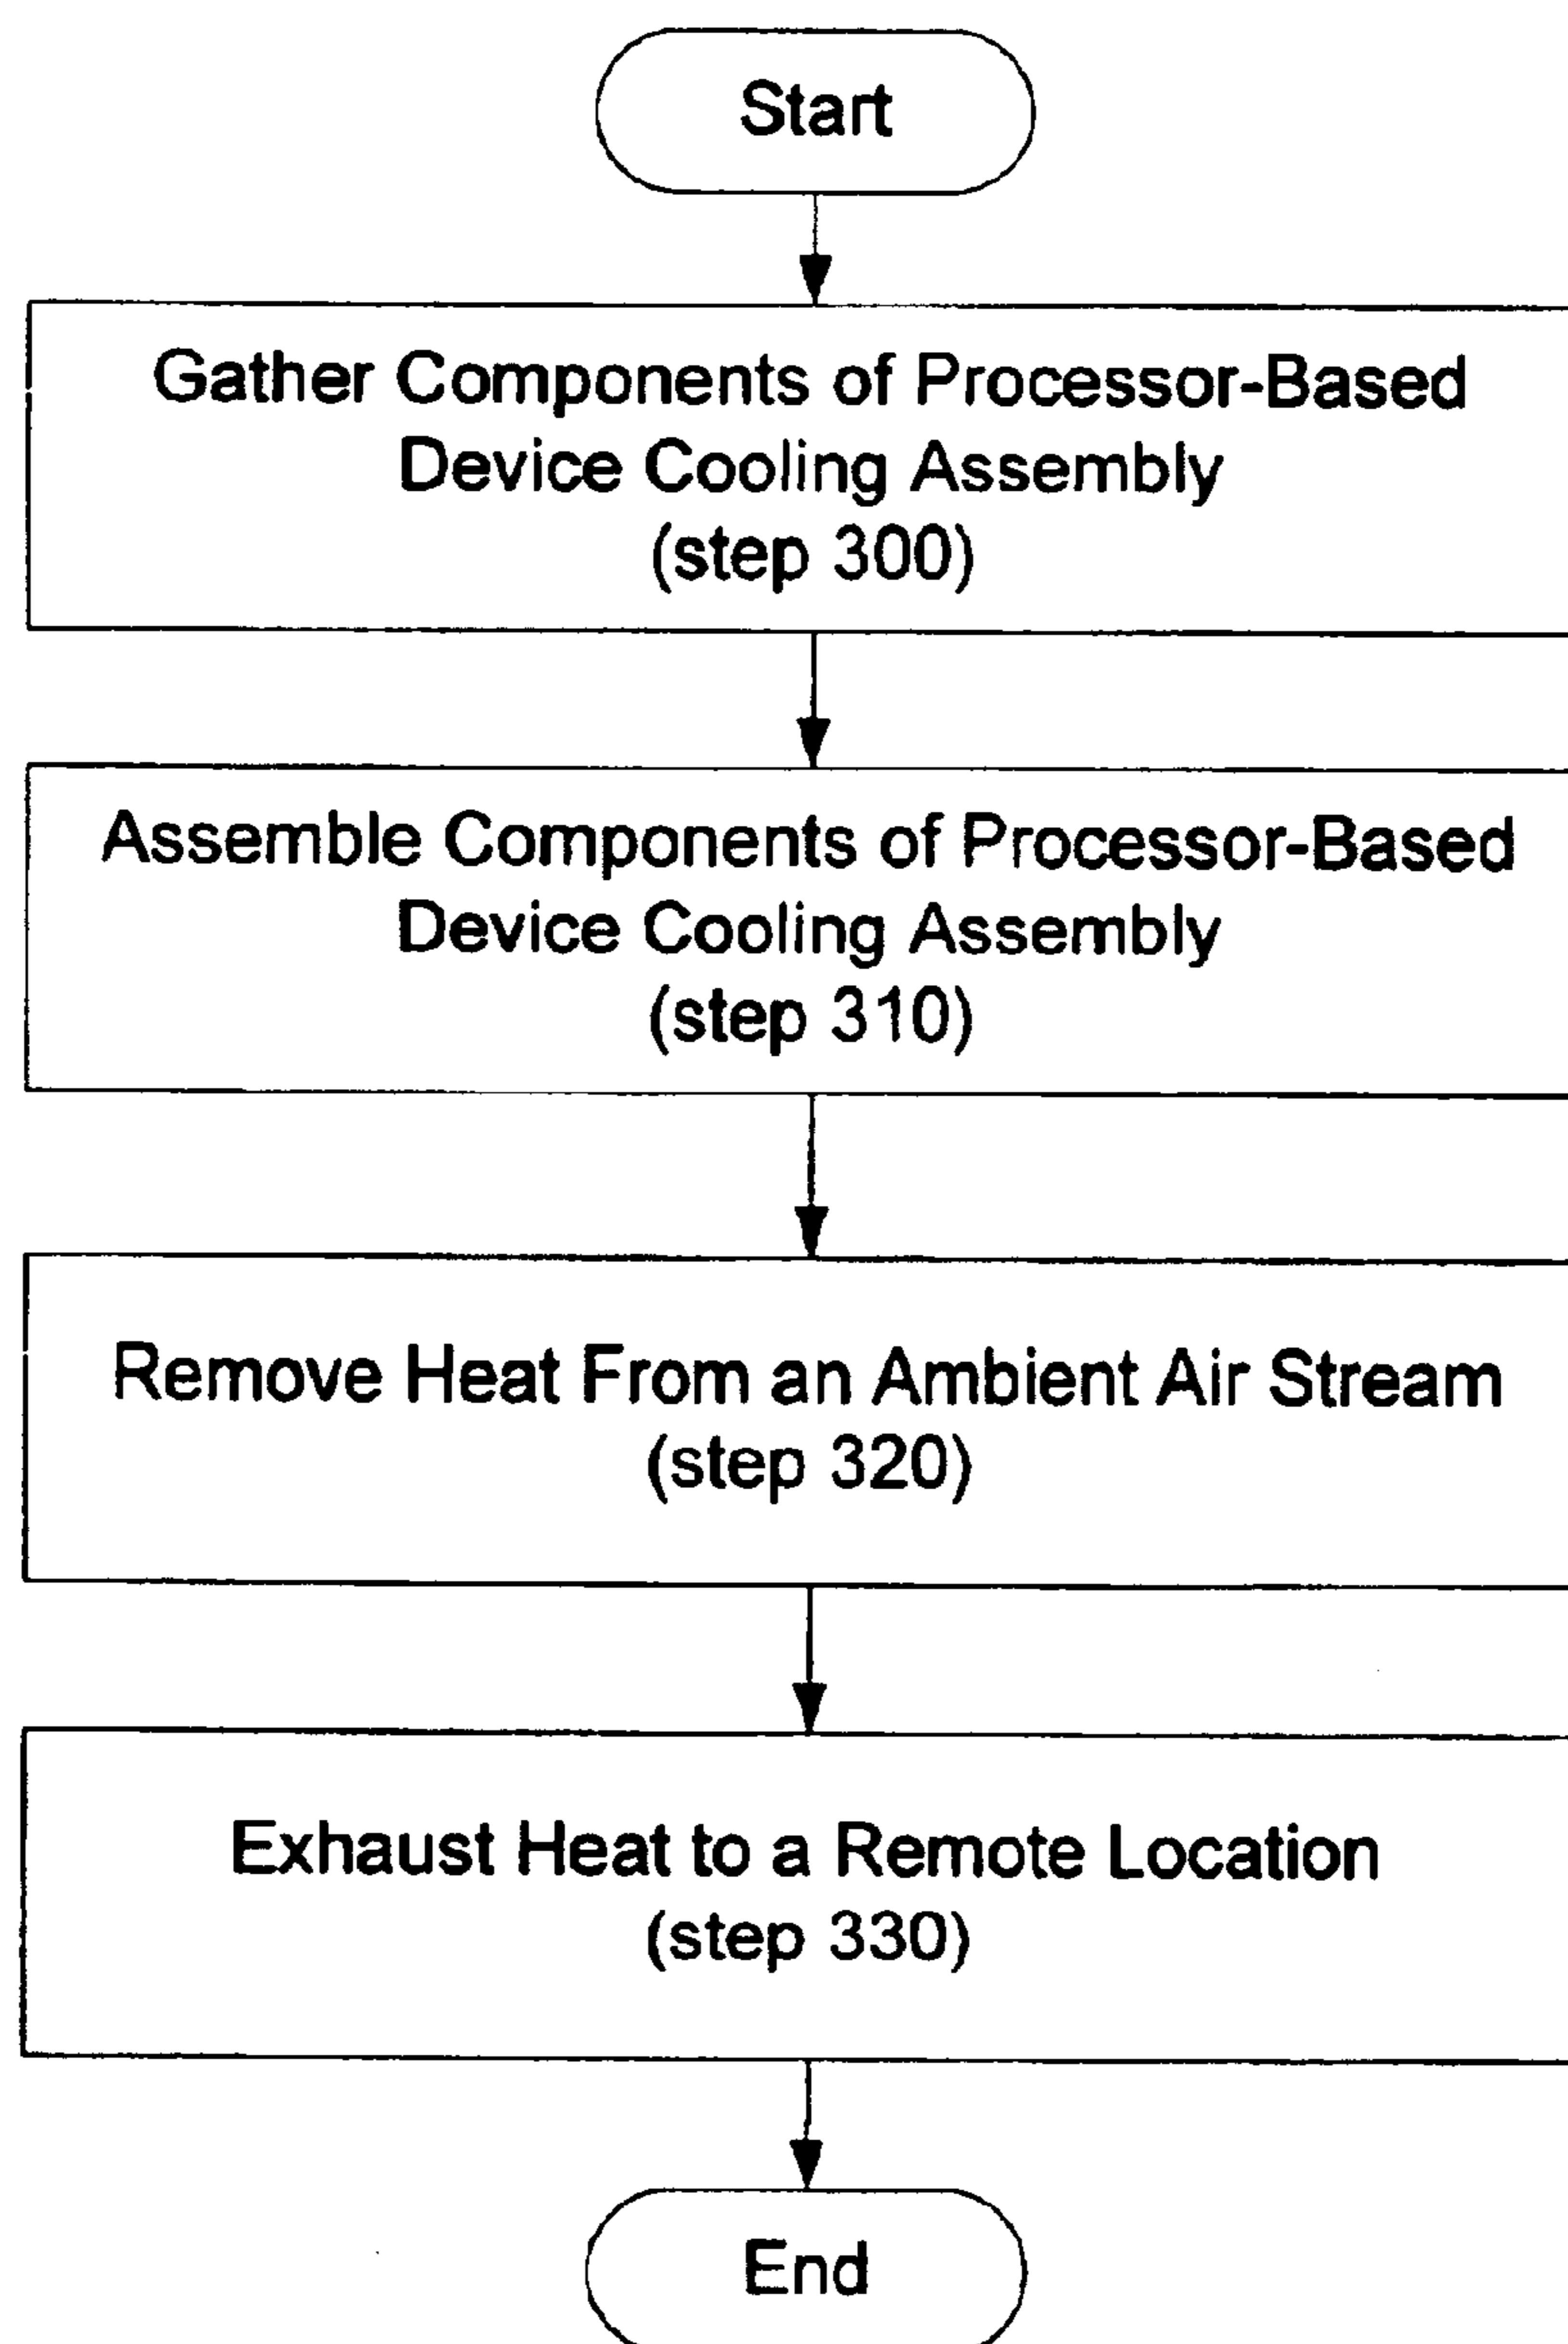 Start
Gather Components of Processor-Based
Device Cooling Assembly
(step 300)
Assemble Components of Processor-Based
Device Cooling Assembly
(step 310)
Remove Heat From an Ambient Air Stream
(step 320)
Exhaust Heat to a Remote Location
(step 330)
End